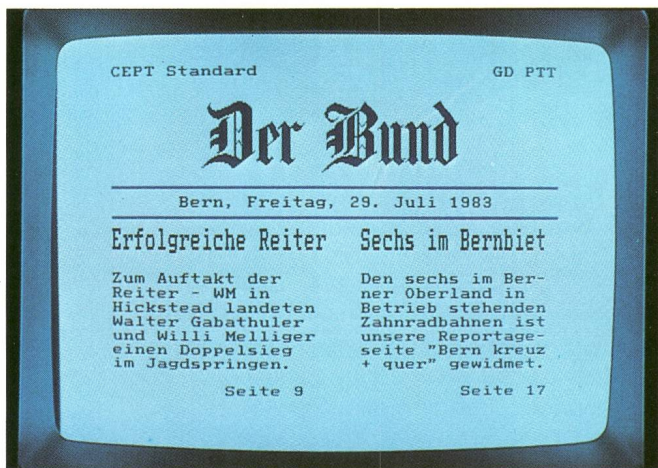 CEPT Standard GD PTT
Der Bund
Bern, Freitag, 29. Juli 1983
Erfolgreiche Reiter
Zum Auftakt der
Reiter - WM in
Hickstead landeten
Walter Gabathuler
und Willi Melliger
einen Doppelsieg
im Jagdspringen.
Seite 9
Sechs im Bernbiet
Den sechs im Ber-
ner Oberland in
Betrieb stehenden
Zahnradbahnen ist
unsere Reportage-
seite "Bern kreuz
+ quer" gewidmet.
Seite 17